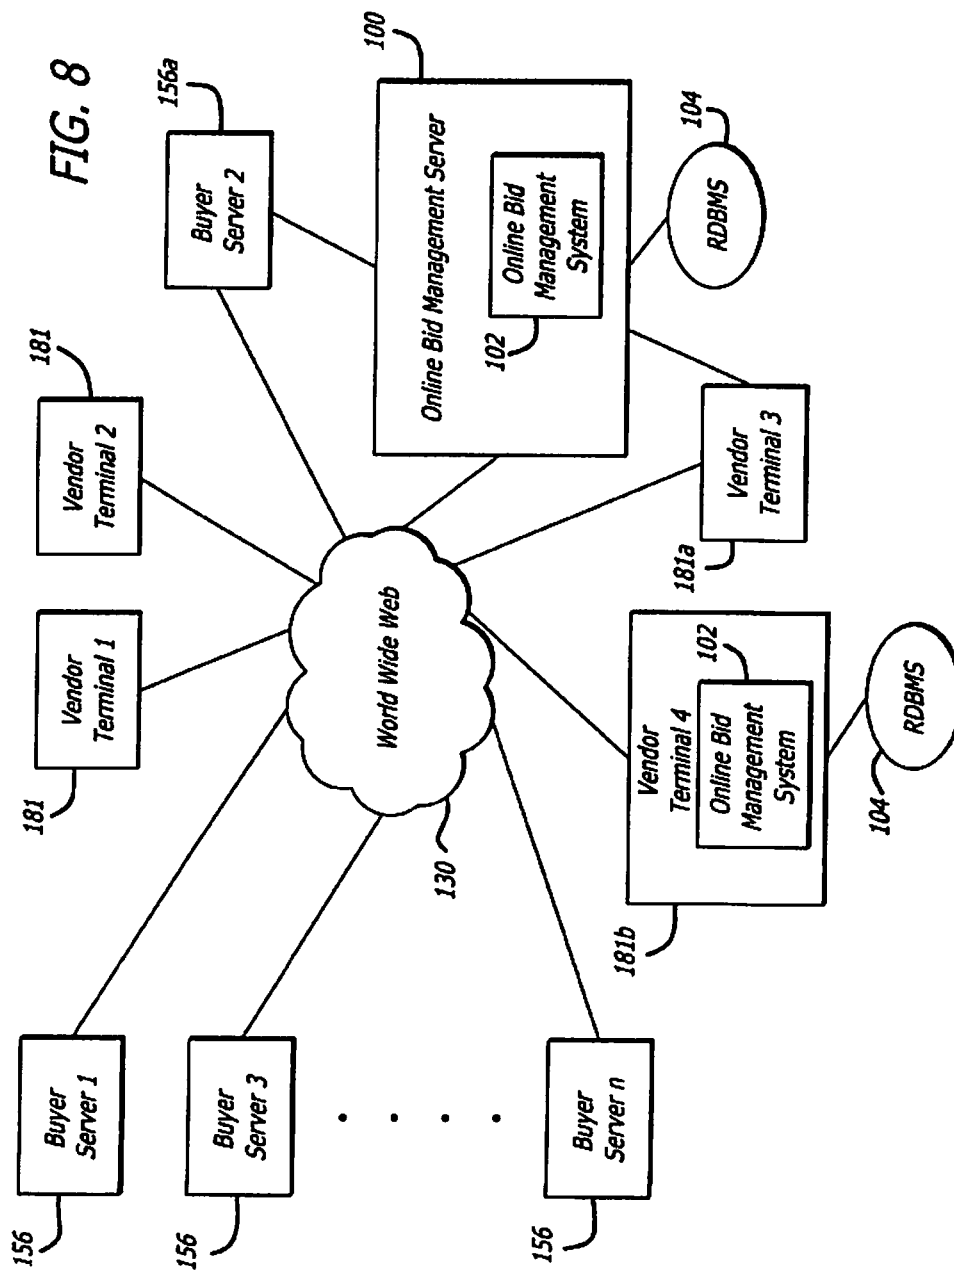 FIG. 8
156
Buyer
Server 1
181
Vendor
Terminal 1
Vendor
Terminal 2
181
Buyer
Server 2
156a
156
Buyer
Server 3
World Wide Web
130
Online Bid Management Server
100
102
Online Bid
Management
System
156
Buyer
Server n
181b
Vendor
Terminal 4
102
Online Bid
Management
System
181a
Vendor
Terminal 3
RDBMS
104
104
RDBMS